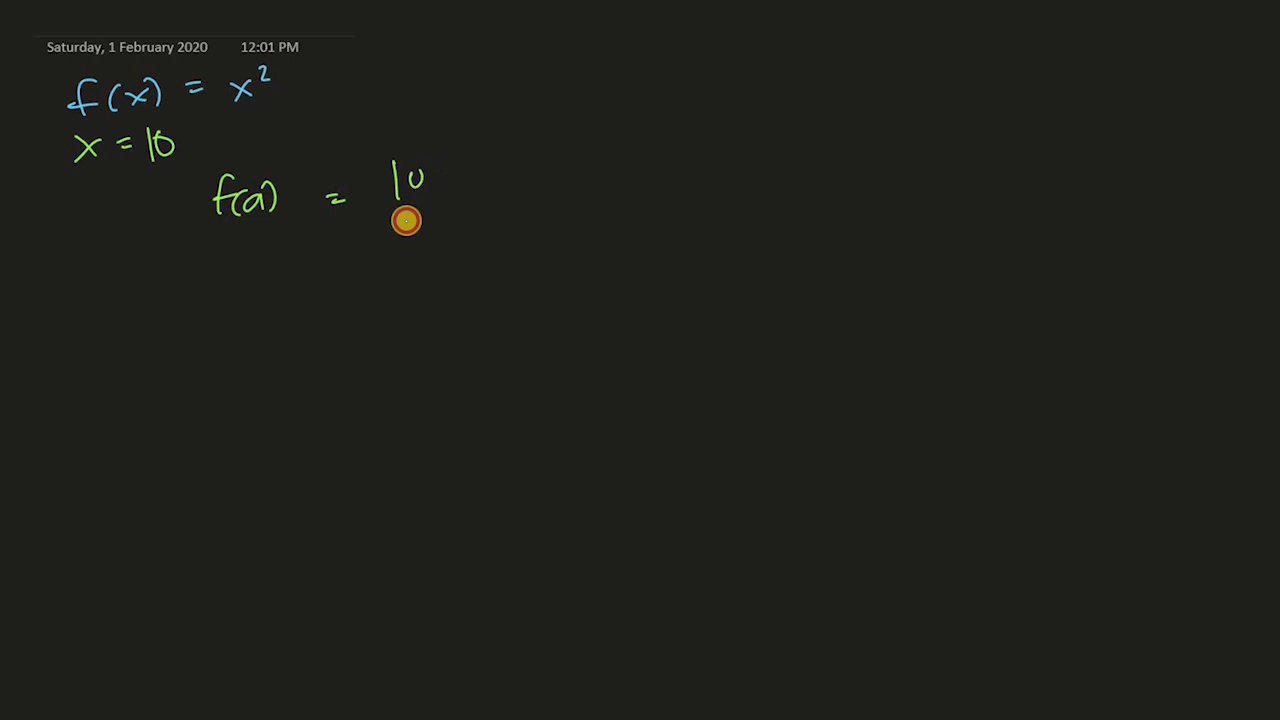 Saturday, 1 February 2020 12:01 PM
f(x) = x²
x = 10
f(a) = 10